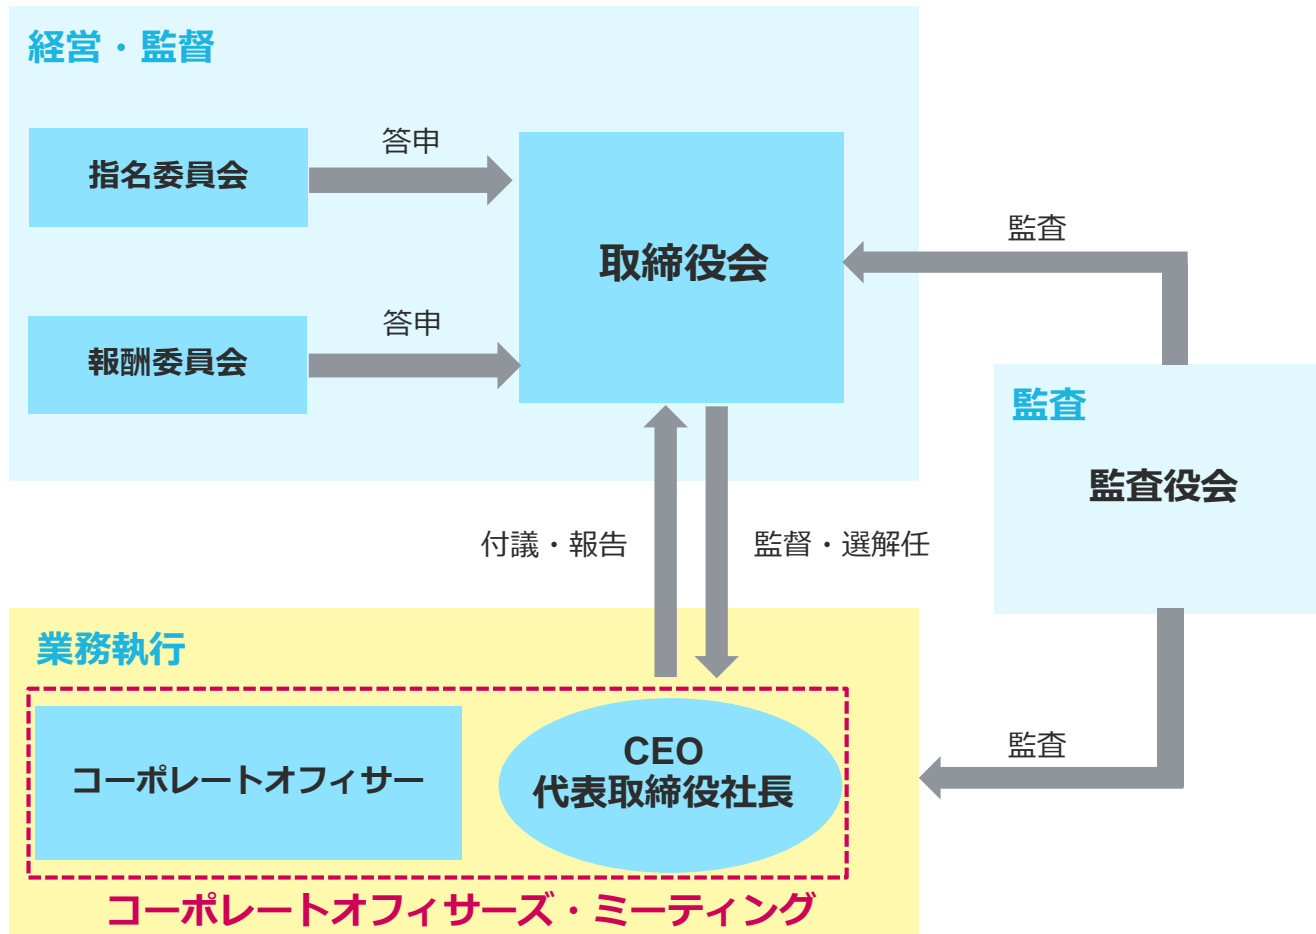 経営・監督
指名委員会
答申
取締役会
報酬委員会
答申
監査
監査
監査役会
付議・報告
監督・選解任
業務執行
コーポレートオフィサー
CEO
代表取締役社長
監査
コーポレートオフィサーズ・ミーティング